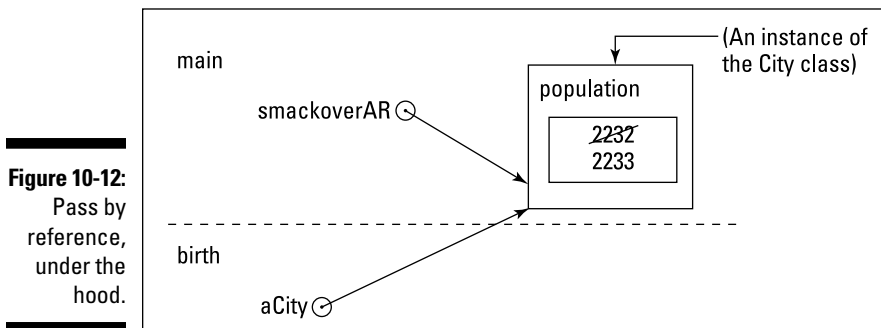 (An instance of
the City class)
main
population
smackoverAR
2232
2233
Figure 10-12:
Pass by
reference,
under the
hood.
birth
aCity